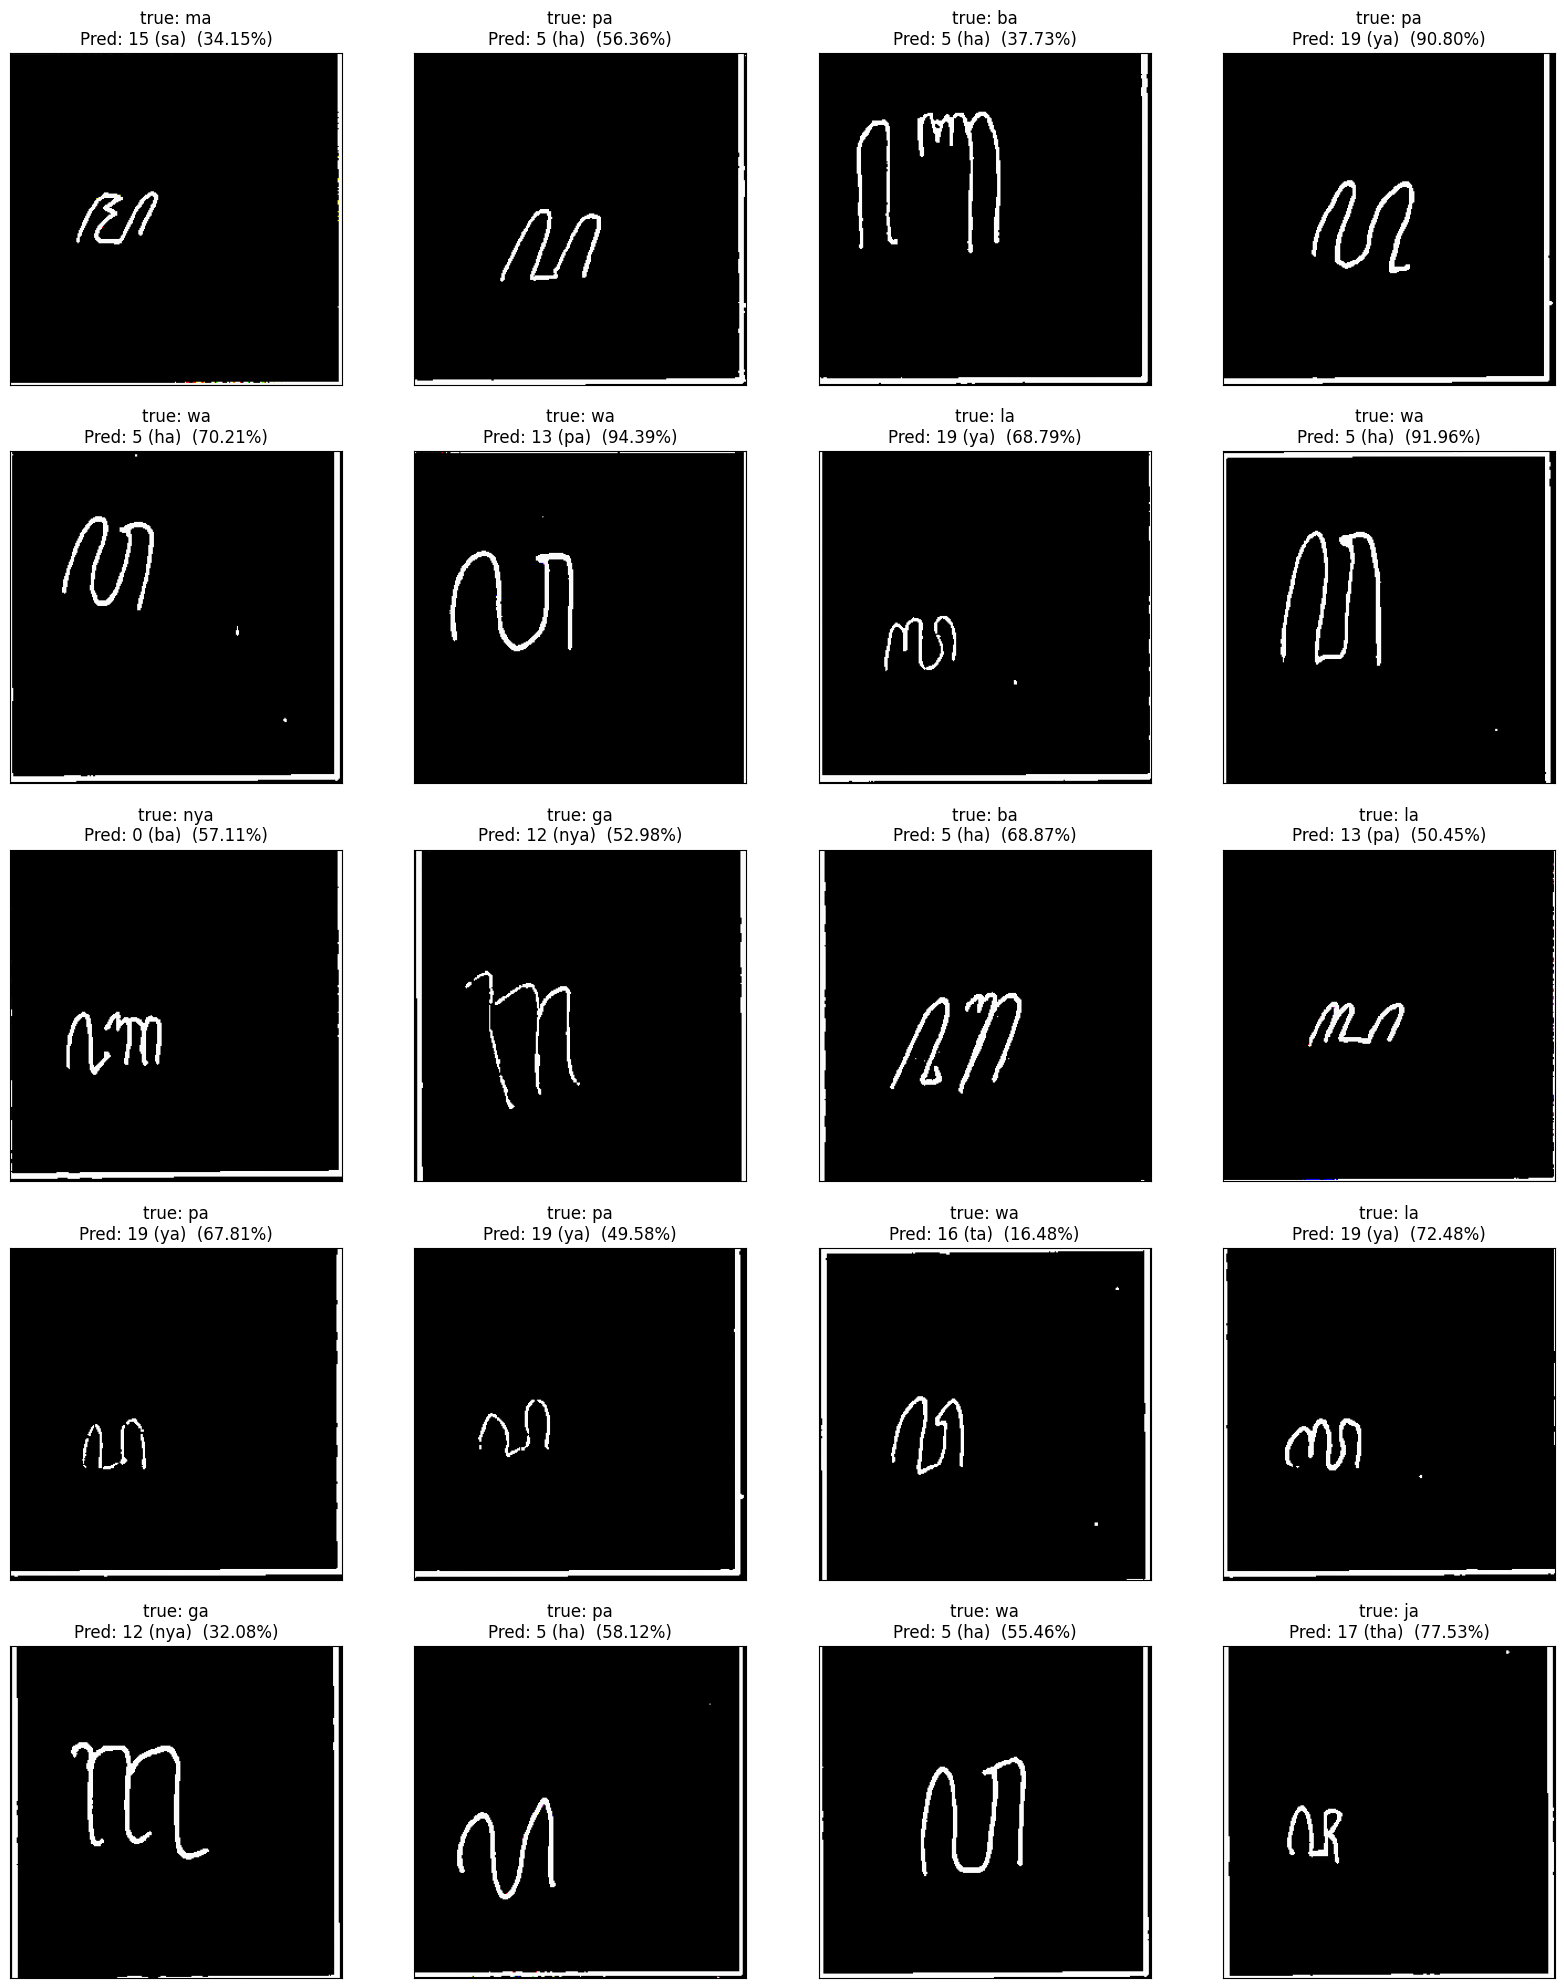 true: ma true: pa true: ba true: pa
Pred: 15 (sa) (34.15%) Pred: 5 (ha) (56.36%) Pred: 5 (ha) (37.73%) Pred: 19 (ya) (90.80%)
ꦩ ꦥ ꦧ ꦥ
true: wa true: wa true: la true: wa
Pred: 5 (ha) (70.21%) Pred: 13 (pa) (94.39%) Pred: 19 (ya) (68.79%) Pred: 5 (ha) (91.96%)
ꦮ ꦮ ꦭ ꦮ
true: nya true: ga true: ba true: la
Pred: 0 (ba) (57.11%) Pred: 12 (nya) (52.98%) Pred: 5 (ha) (68.87%) Pred: 13 (pa) (50.45%)
ꦚ ꦒ ꦧ ꦭ
true: pa true: pa true: wa true: la
Pred: 19 (ya) (67.81%) Pred: 19 (ya) (49.58%) Pred: 16 (ta) (16.48%) Pred: 19 (ya) (72.48%)
ꦥ ꦥ ꦮ ꦭ
true: ga true: pa true: wa true: ja
Pred: 12 (nya) (32.08%) Pred: 5 (ha) (58.12%) Pred: 5 (ha) (55.46%) Pred: 17 (tha) (77.53%)
ꦒ ꦥ ꦮ ꦗ